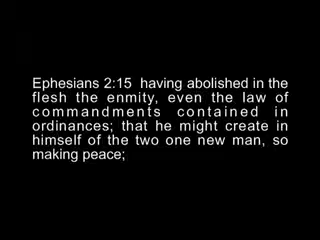 Ephesians 2:15 having abolished in the
flesh the enmity, even the law of
commandments contained in
ordinances; that he might create in
himself of the two one new man, so
making peace;